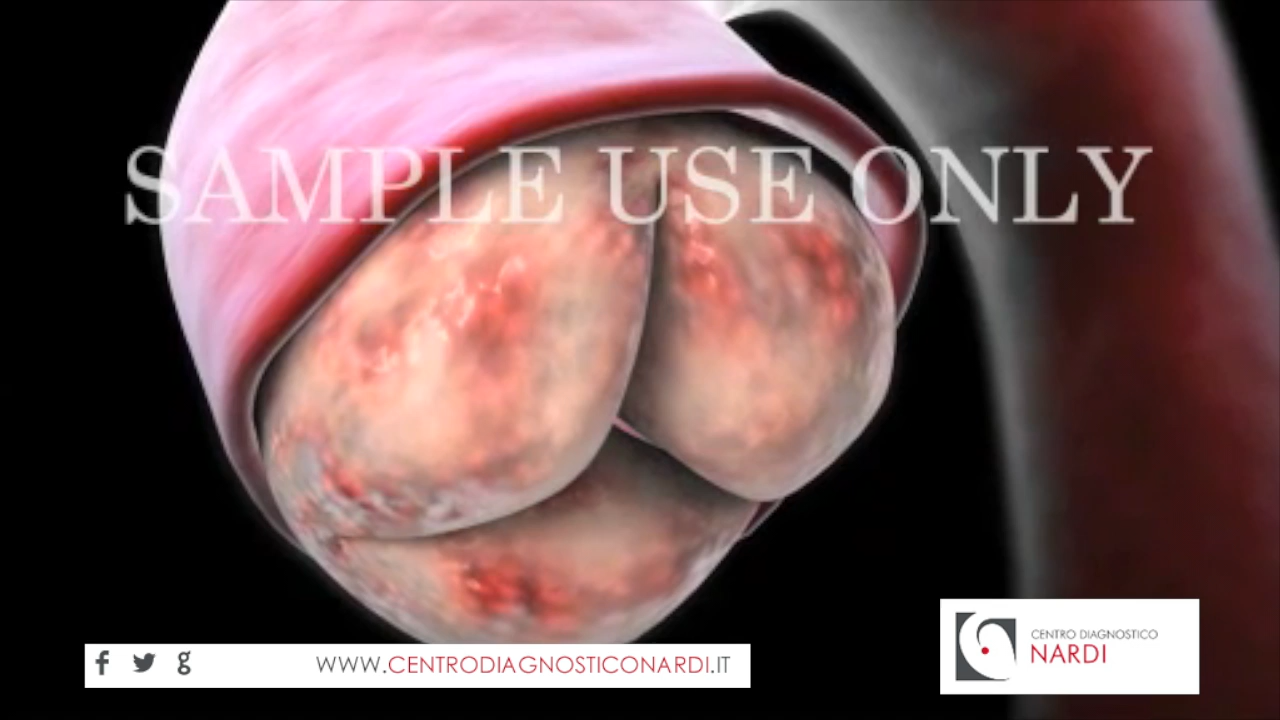 SAMPLE USE ONLY
WWW.CENTRODIAGNOSTICONARDI.IT
CENTRO DIAGNOSTICO
NARDI